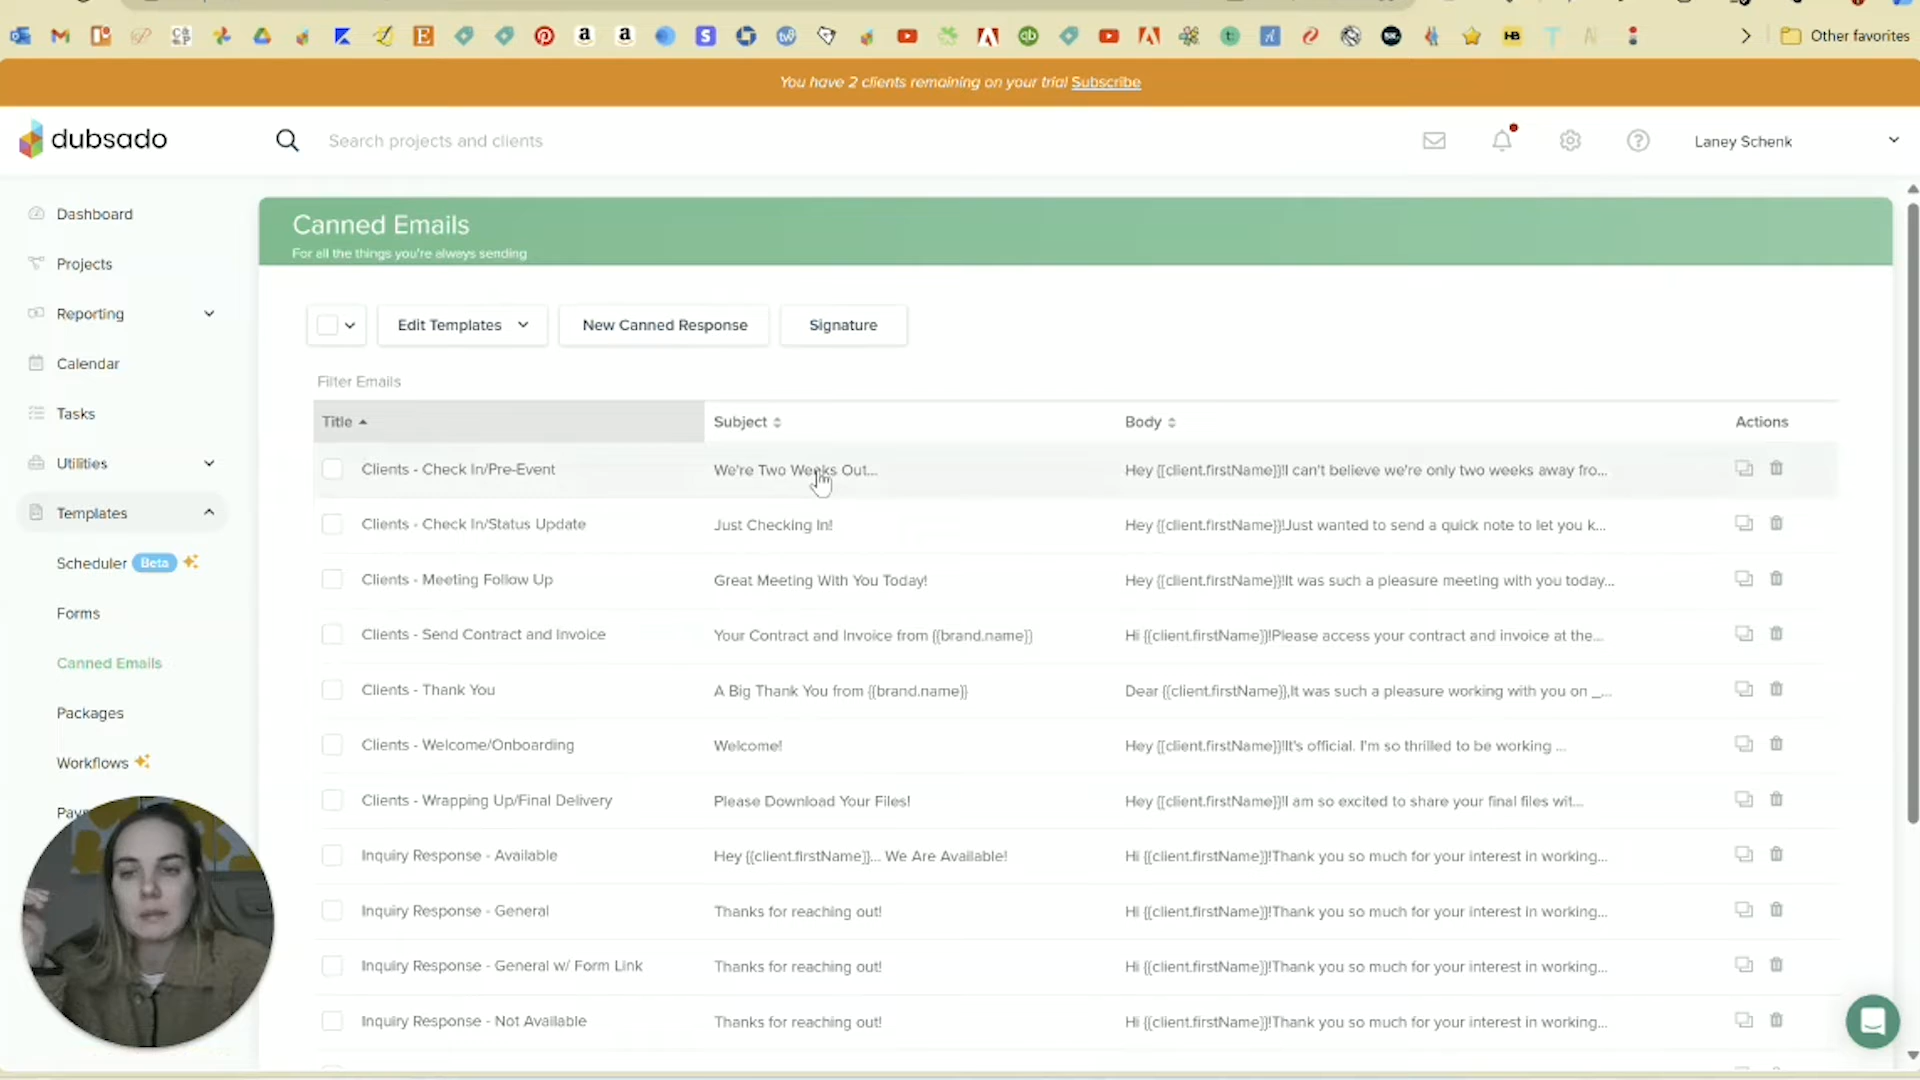 Other favorites
You have 2 clients remaining on your trial Subscribe
dubsado
Search projects and clients
Laney Schenk
Dashboard
Projects
Reporting
Calendar
Tasks
Utilities
Templates
Scheduler Beta
Forms
Canned Emails
Packages
Workflows
Canned Emails
For all the things you're always sending
Edit Templates
New Canned Response
Signature
Filter Emails
Title Subject Body Actions
Clients - Check In/Pre-Event We're Two Weeks Out... Hey {{client.firstName}}!I can't believe we're only two weeks away fro...
Clients - Check In/Status Update Just Checking In! Hey {{client.firstName}}!Just wanted to send a quick note to let you k...
Clients - Meeting Follow Up Great Meeting With You Today! Hey {{client.firstName}}!It was such a pleasure meeting with you today...
Clients - Send Contract and Invoice Your Contract and Invoice from {{brand.name}} Hi {{client.firstName}}!Please access your contract and invoice at the...
Clients - Thank You A Big Thank You from {{brand.name}} Dear {{client.firstName}},It was such a pleasure working with you on _...
Clients - Welcome/Onboarding Welcome! Hey {{client.firstName}}!It's official. I'm so thrilled to be working ...
Clients - Wrapping Up/Final Delivery Please Download Your Files! Hey {{client.firstName}}!I am so excited to share your final files wit...
Inquiry Response - Available Hey {{client.firstName}}... We Are Available! Hi {{client.firstName}}!Thank you so much for your interest in working...
Inquiry Response - General Thanks for reaching out! Hi {{client.firstName}}!Thank you so much for your interest in working...
Inquiry Response - General w/ Form Link Thanks for reaching out! Hi {{client.firstName}}!Thank you so much for your interest in working...
Inquiry Response - Not Available Thanks for reaching out! Hi {{client.firstName}}!Thank you so much for your interest in working...